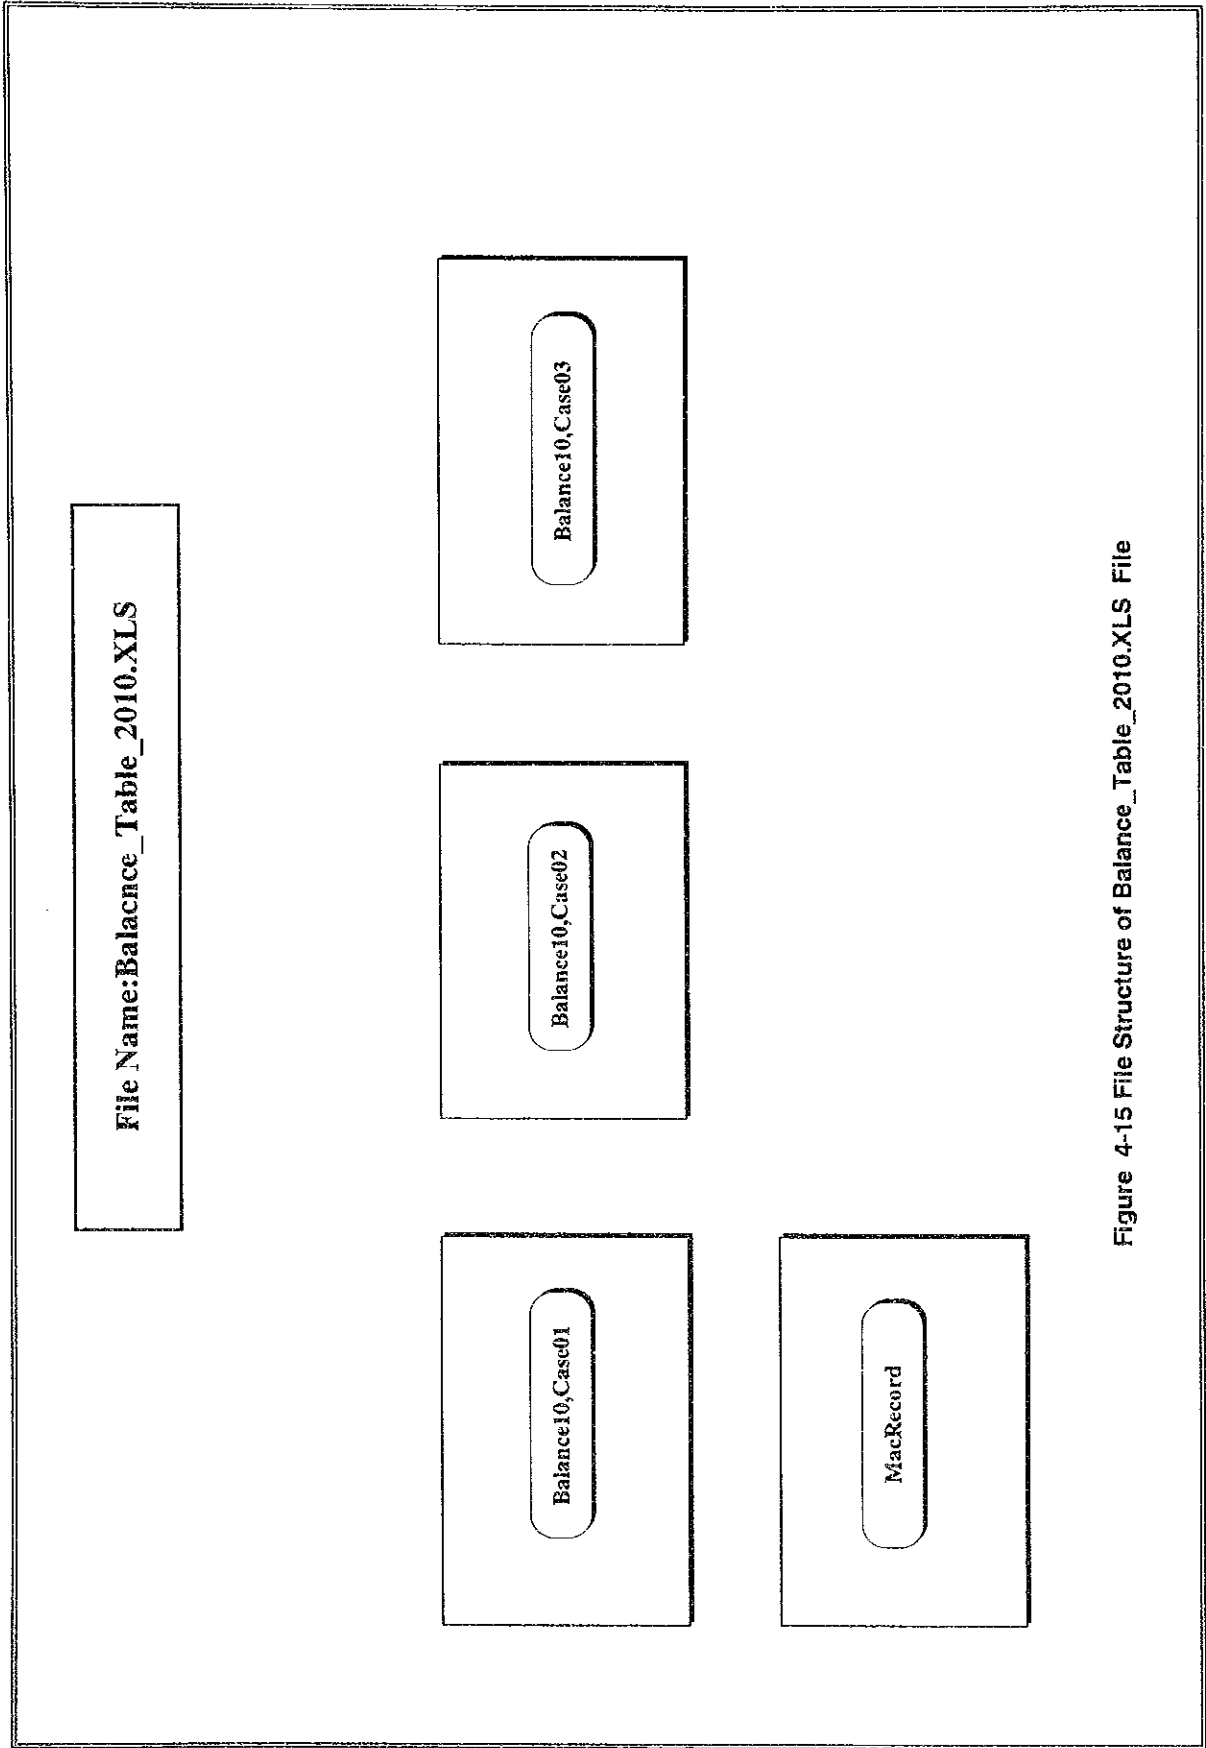 File Name:Balacnce_Table_2010.XLS
Balance10,Case01
Balance10,Case02
Balance10,Case03
MacRecord
Figure 4-15 File Structure of Balance_Table_2010.XLS File